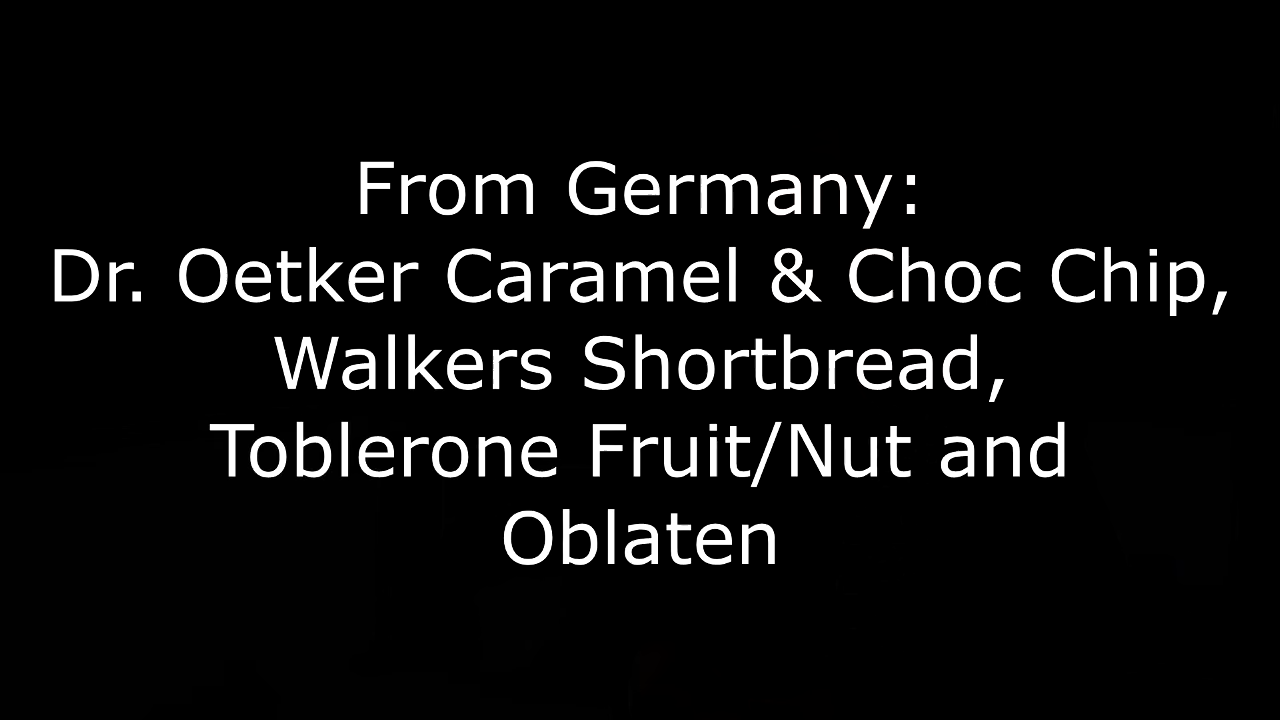 From Germany:
Dr. Oetker Caramel & Choc Chip,
Walkers Shortbread,
Toblerone Fruit/Nut and
Oblaten